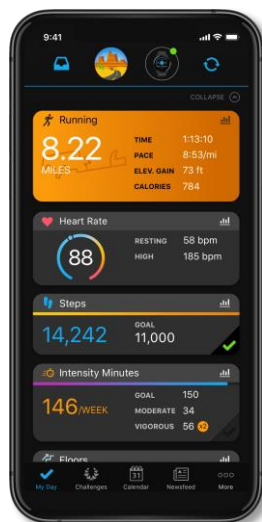 9:41
COLLAPSE
Running
8.22
MILES
TIME 1:13:10
PACE 8:53/mi
ELEV. GAIN 73 ft
CALORIES 784
Heart Rate
88
RESTING 58 bpm
HIGH 185 bpm
Steps
14,242
GOAL
11,000
Intensity Minutes
146/WEEK
GOAL 150
MODERATE 34
VIGOROUS 56 x2
Floors
31
My Day Challenges Calendar Newsfeed More